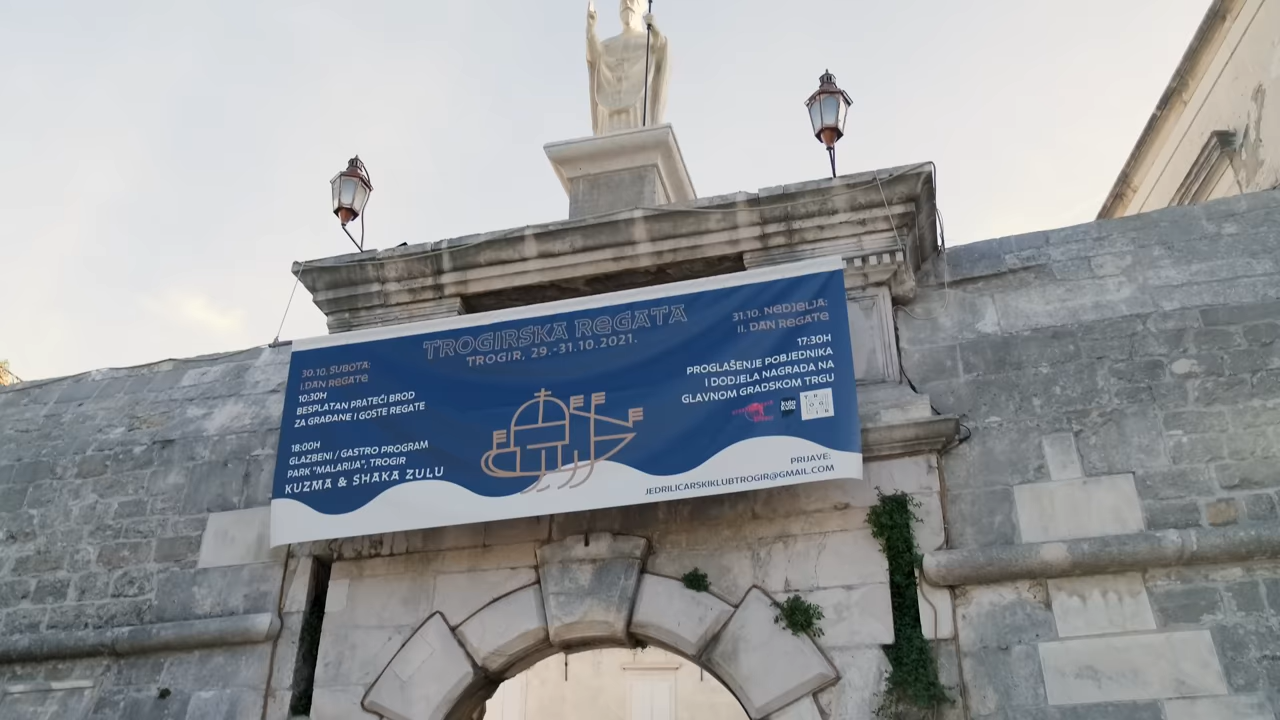 TROGIRSKA REGATA
TROGIR, 29.-31.10.2021.
30.10. SUBOTA:
I.DAN REGATE
10:30H
BESPLATAN PRATEĆI BROD
ZA GRAĐANE I GOSTE REGATE
18:00H
GLAZBENI / GASTRO PROGRAM
PARK "MALARIJA", TROGIR
KUZMA & SHAKA ZULU
31.10. NEDJELJA:
II. DAN REGATE
17:30H
PROGLAŠENJE POBJEDNIKA
I DODJELA NAGRADA NA
GLAVNOM GRADSKOM TRGU
PRIJAVE:
JEDRILICARSKIKLUBTROGIR@GMAIL.COM